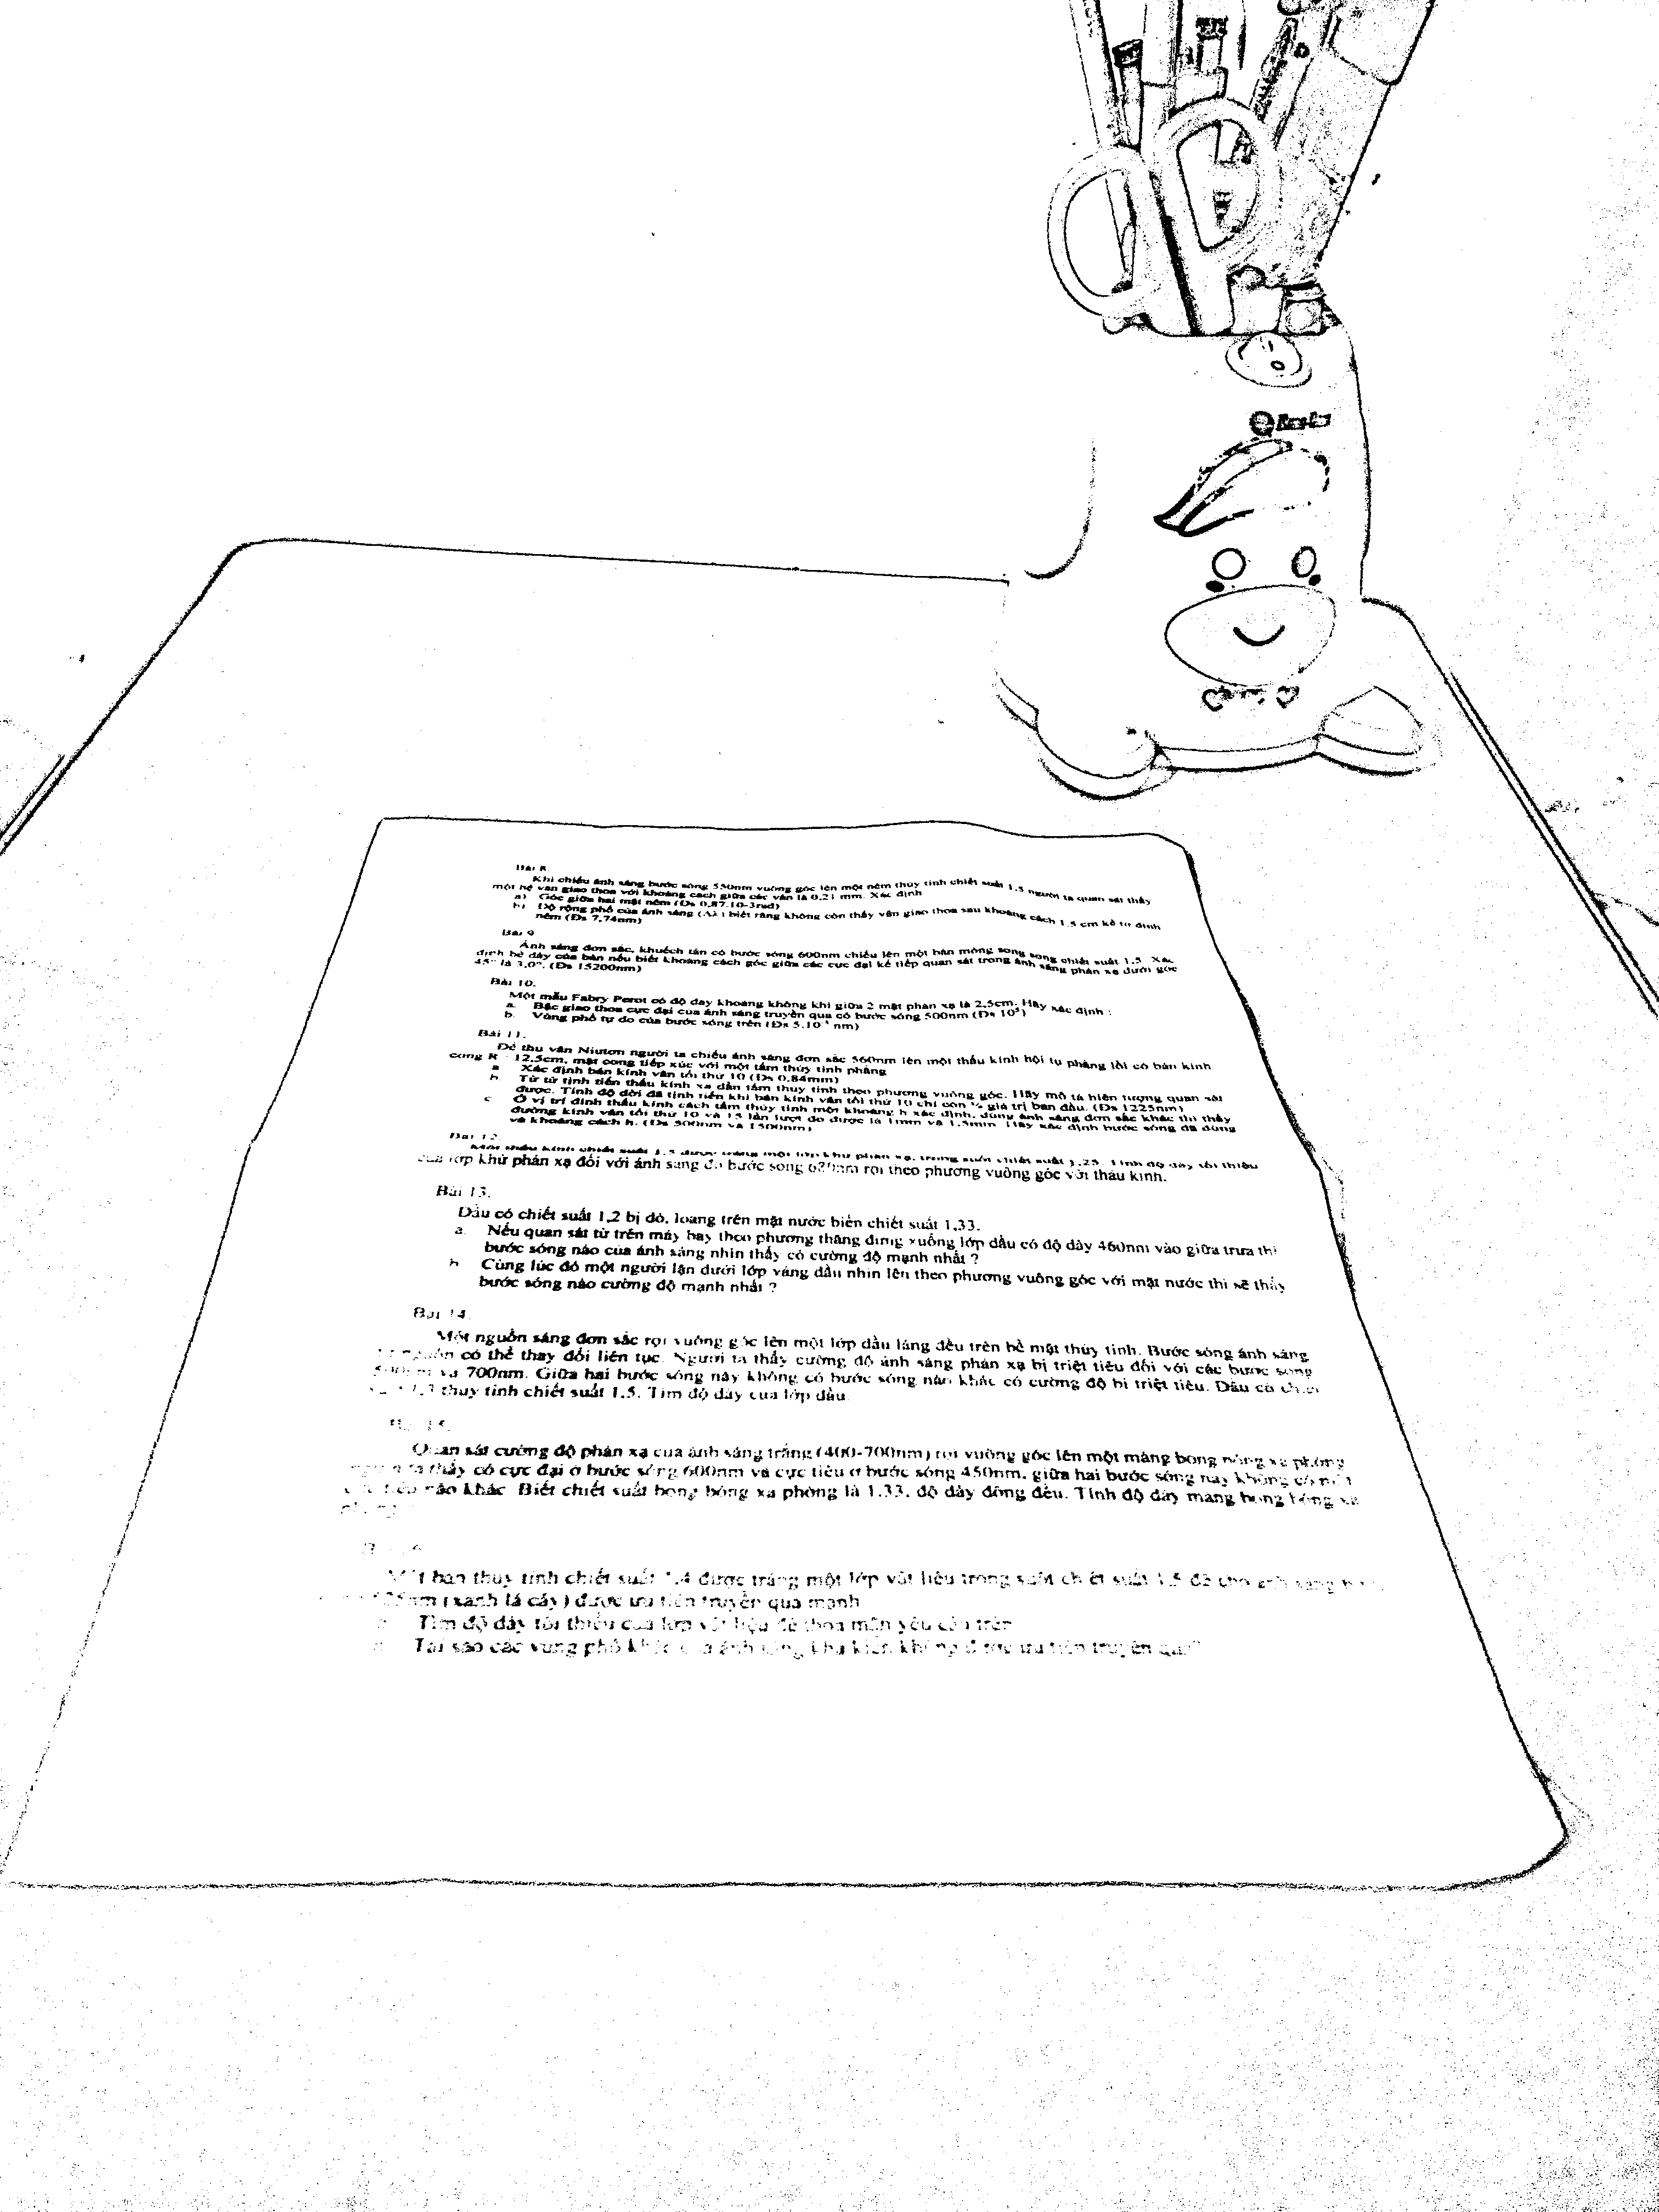 Bài 8.
Khi chiếu ánh sáng bước sóng 550nm vuông góc lên một nêm thủy tinh chiết suất 1,5 người ta quan sát thấy
một hệ vân giao thoa với khoảng cách giữa các vân là 0,21 mm. Xác định
a) Góc giữa hai mặt nêm (Ds 0,87.10-3rad)
b) Độ rộng phổ của ánh sáng (Δλ) biết rằng không còn thấy vân giao thoa sau khoảng cách 1,5 cm kể từ đỉnh
nêm (Ds 7,74nm)
Bài 9
Ánh sáng đơn sắc, khuếch tán có bước sóng 600nm chiếu lên một bản mỏng song song chiết suất 1,5. Xác
định bề dày của bản nếu biết khoảng cách góc giữa các cực đại kế tiếp quan sát trong ánh sáng phản xạ dưới góc
45° là 3,0°. (Ds 15200nm)
Bài 10.
Một mẫu Fabry Perot có độ dày khoang không khí giữa 2 mặt phản xạ là 2,5cm. Hãy xác định :
a. Bậc giao thoa cực đại của ánh sáng truyền qua có bước sóng 500nm (Ds 10⁵)
b. Vùng phổ tự do của bước sóng trên (Ds 5.10 nm)
Bài 11.
Để thu vân Niuton người ta chiếu ánh sáng đơn sắc 560nm lên một thấu kính hội tụ phẳng lồi có bán kính
cong R 12,5cm, mặt cong tiếp xúc với một tấm thủy tinh phẳng
a Xác định bán kính vân tối thứ 10 (Ds 0,84mm)
b Từ từ tịnh tiến thấu kính xa dần tấm thủy tinh theo phương vuông góc. Hãy mô tả hiện tượng quan sát
được. Tính độ dời đã tịnh tiến khi bán kính vân tối thứ 10 chỉ còn ½ giá trị ban đầu. (Ds 1225nm)
c Ở vị trí đỉnh thấu kính cách tấm thủy tinh một khoảng h xác định, dùng ánh sáng đơn sắc khác thì thấy
đường kính vân tối thứ 10 và 15 lần lượt đo được là 1mm và 1,5mm. Hãy xác định bước sóng đã dùng
và khoảng cách h. (Ds 500nm và 1500nm)
Bài 12.
Một thấu kính chiết suất 1,5 được tráng một lớp khử phản xạ, trong suốt chiết suất 1,25. Tính độ dày tối thiểu
của lớp khử phản xạ đối với ánh sáng đỏ bước sóng rọi theo phương vuông góc với thấu kính.
Bài 13.
Dầu có chiết suất 1,2 bị đổ, loang trên mặt nước biển chiết suất 1,33.
a. Nếu quan sát từ trên máy bay theo phương thẳng đứng xuống lớp dầu có độ dày 460nm vào giữa trưa thì
bước sóng nào của ánh sáng nhìn thấy có cường độ mạnh nhất ?
b Cùng lúc đó một người lặn dưới lớp váng dầu nhìn lên theo phương vuông góc với mặt nước thì sẽ thấy
bước sóng nào cường độ mạnh nhất ?
Bài 14.
Một nguồn sáng đơn sắc rọi vuông góc lên một lớp dầu láng đều trên bề mặt thủy tinh. Bước sóng ánh sáng
nguồn có thể thay đổi liên tục. Người ta thấy cường độ ánh sáng phản xạ bị triệt tiêu đối với các bước sóng
và 700nm. Giữa hai bước sóng này không có bước sóng nào khác có cường độ bị triệt tiêu. Dầu có chiết
thủy tinh chiết suất 1.5. Tìm độ dày của lớp dầu.
Quan sát cường độ phản xạ của ánh sáng trắng (400-700nm) rọi vuông góc lên một màng bong bóng xà phòng
ta thấy có cực đại ở bước sóng 600nm và cực tiểu ở bước sóng 450nm, giữa hai bước sóng này không có một
nào khác. Biết chiết suất bong bóng xà phòng là 1.33, độ dày đồng đều. Tính độ dày màng bong bóng xà
Một bản thủy tinh chiết suất 1,4 được tráng một lớp vật liệu trong suốt chiết suất 1,5 để cho ánh sáng
(xanh lá cây) được ưu tiên truyền qua mạnh
Tìm độ dày tối thiểu của lớp vật liệu để thỏa mãn yêu cầu trên
Tại sao các vùng phổ khác của ánh sáng khả kiến không được ưu tiên truyền qua?